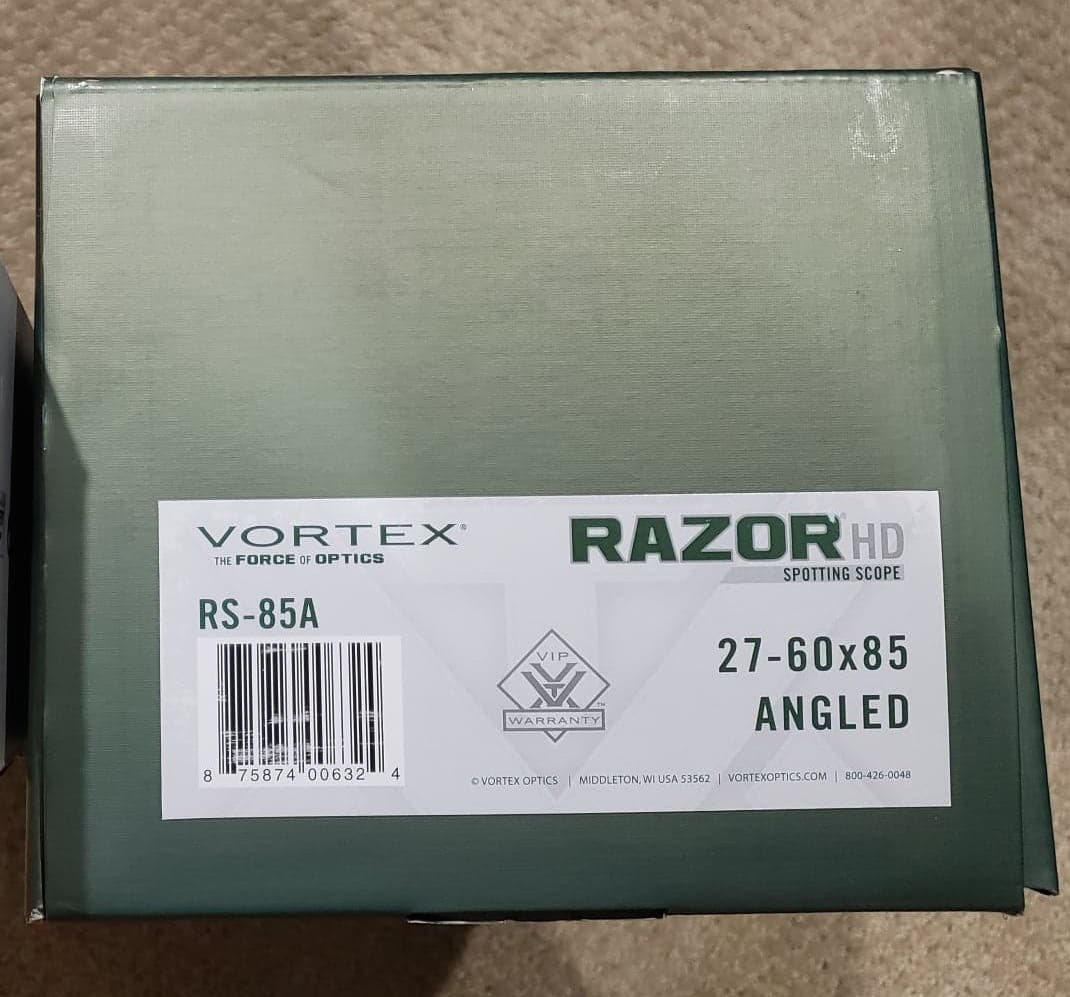 VORTEX®
THE FORCE OF OPTICS
RAZOR® HD
SPOTTING SCOPE
RS-85A
8 75874 00632 4
VIP
WARRANTY™
27-60x85
ANGLED
© VORTEX OPTICS | MIDDLETON, WI USA 53562 | VORTEXOPTICS.COM | 800-426-0048